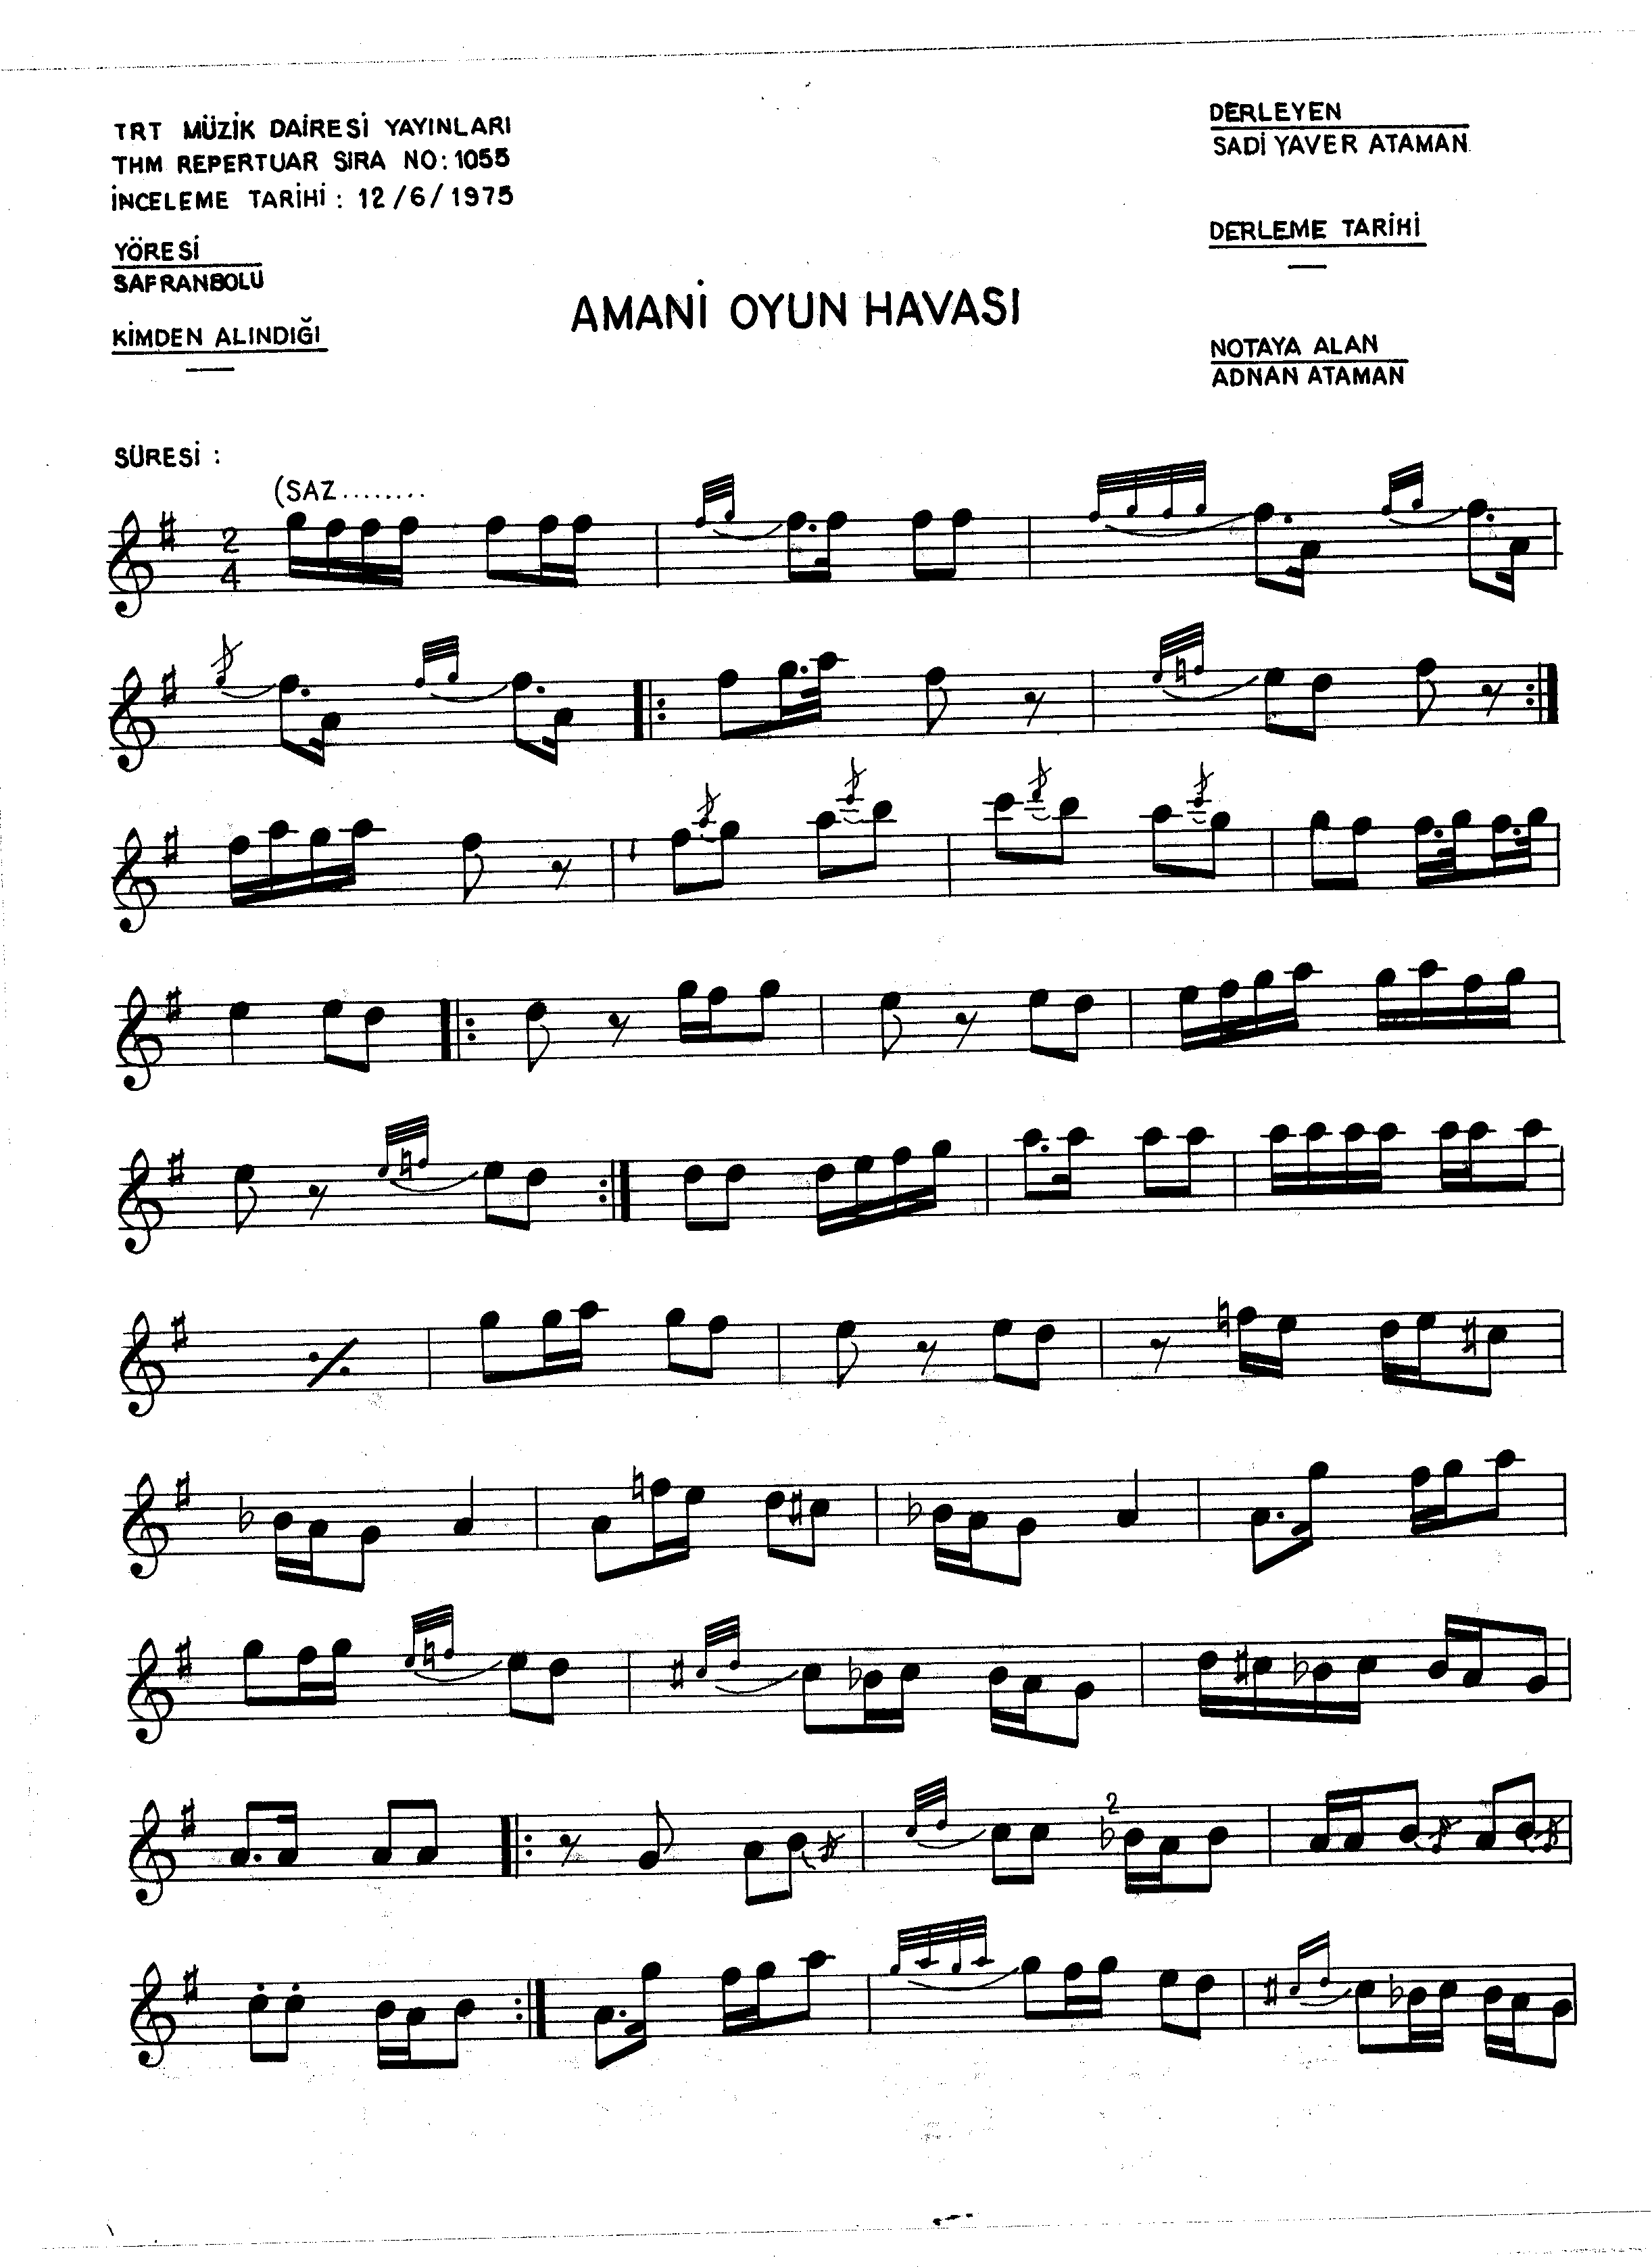 TRT MÜZİK DAİRESİ YAYINLARI
THM REPERTUAR SIRA NO: 1055
İNCELEME TARİHİ : 12/6/1975
YÖRESİ
SAFRANBOLU
KİMDEN ALINDIĞI
—
DERLEYEN
SADİ YAVER ATAMAN
DERLEME TARİHİ
—
NOTAYA ALAN
ADNAN ATAMAN
AMANİ OYUN HAVASI
SÜRESİ :
(SAZ........
2
4
2